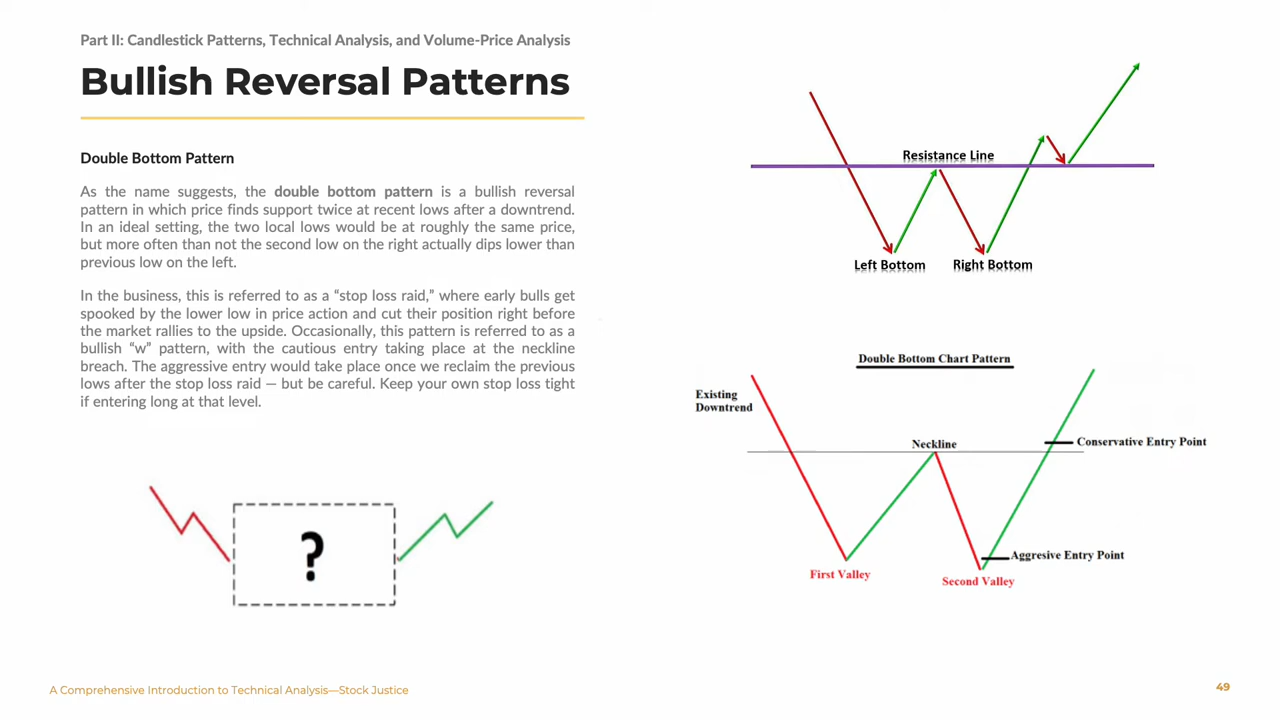 Part II: Candlestick Patterns, Technical Analysis, and Volume-Price Analysis
Bullish Reversal Patterns
Double Bottom Pattern
As the name suggests, the double bottom pattern is a bullish reversal
pattern in which price finds support twice at recent lows after a downtrend.
In an ideal setting, the two local lows would be at roughly the same price,
but more often than not the second low on the right actually dips lower than
previous low on the left.
In the business, this is referred to as a “stop loss raid,” where early bulls get
spooked by the lower low in price action and cut their position right before
the market rallies to the upside. Occasionally, this pattern is referred to as a
bullish “w” pattern, with the cautious entry taking place at the neckline
breach. The aggressive entry would take place once we reclaim the previous
lows after the stop loss raid — but be careful. Keep your own stop loss tight
if entering long at that level.
?
Resistance Line
Left Bottom
Right Bottom
Double Bottom Chart Pattern
Existing
Downtrend
Neckline
Conservative Entry Point
Aggresive Entry Point
First Valley
Second Valley
A Comprehensive Introduction to Technical Analysis—Stock Justice
49